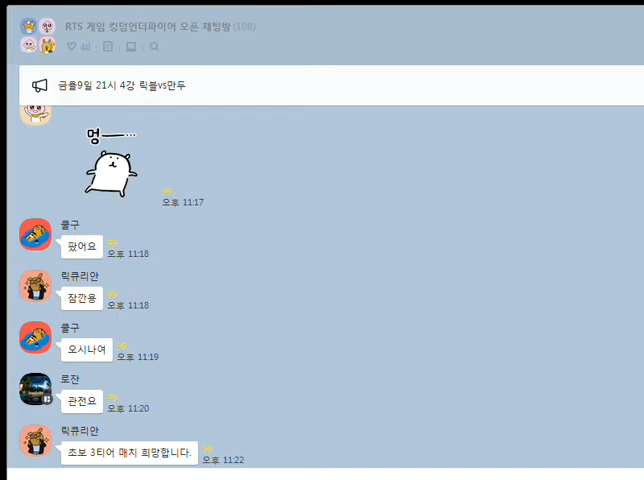 RTS 게임 킹덤언더파이어 오픈 채팅방 (108)
40
금욜9일 21시 4강 릭볼vs만두
멍—…
오후 11:17
쿨구
팠어요
오후 11:18
릭큐리안
잠깐용
오후 11:18
쿨구
오시나여
오후 11:19
로잔
관전요
오후 11:20
릭큐리안
초보 3티어 매치 희망합니다.
오후 11:22